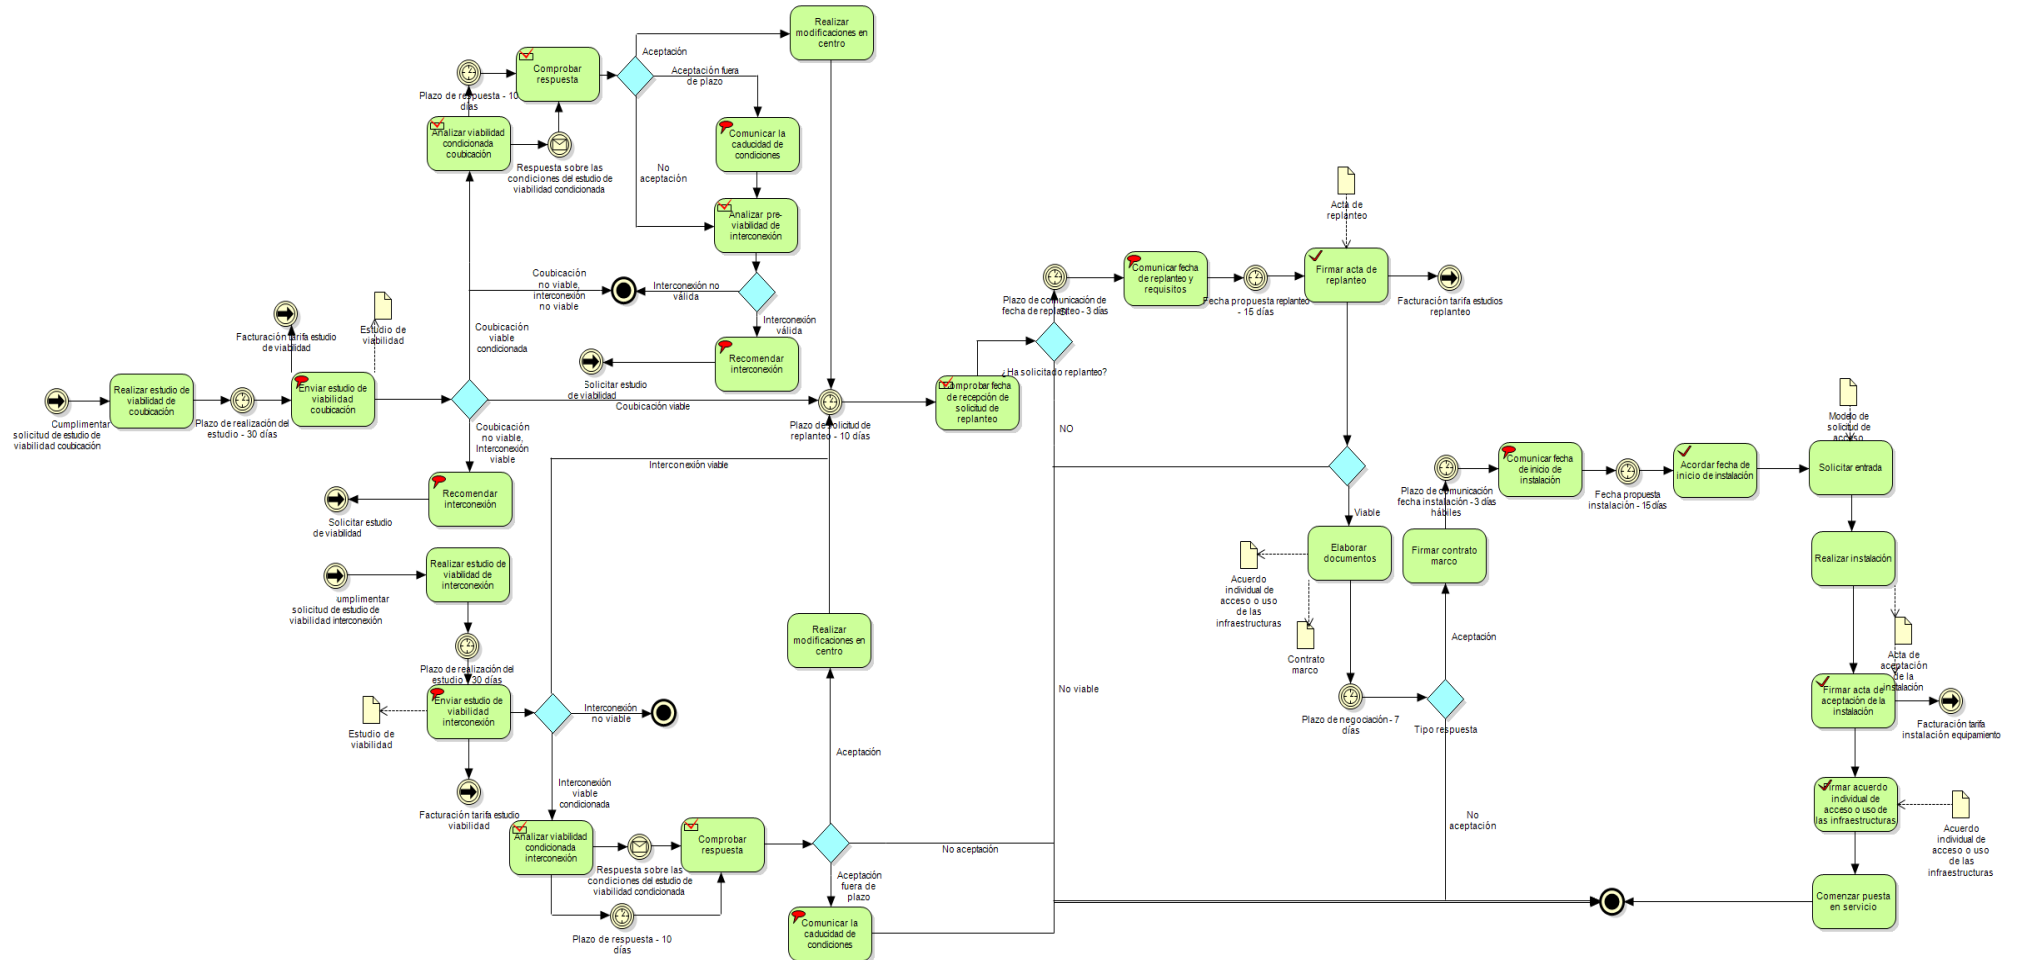 Realizar
modificaciones en
centro
Aceptación
Comprobar
respuesta
Aceptación fuera
de plazo
Plazo de respuesta - 10
días
Analizar viabilidad
condicionada
coubicación
Respuesta sobre las
condiciones del estudio de
viabilidad condicionada
No
aceptación
Comunicar la
caducidad de
condiciones
Analizar pre-
viabilidad de
interconexión
Coubicación
no viable,
interconexión
no viable
Interconexión no
válida
Interconexión
válida
Recomendar
interconexión
Solicitar estudio
de viabilidad
Facturación tarifa estudio
de viabilidad
Estudio de
viabilidad
Coubicación
viable
condicionada
Cumplimentar
solicitud de estudio de
viabilidad coubicación
Realizar estudio de
viabilidad de
coubicación
Plazo de realización del
estudio - 30 días
Enviar estudio de
viabilidad
coubicación
Coubicación viable
Coubicación
no viable,
Interconexión
viable
Plazo de solicitud de
replanteo - 10 días
Comprobar fecha
de recepción de
solicitud de
replanteo
¿Ha solicitado replanteo?
SI
NO
Plazo de comunicación de
fecha de replanteo - 3 días
Comunicar fecha
de replanteo y
requisitos
Fecha propuesta replanteo
- 15 días
Acta de
replanteo
Firmar acta de
replanteo
Facturación tarifa estudios
replanteo
Recomendar
interconexión
Solicitar estudio
de viabilidad
Interconexión viable
umplimentar
solicitud de estudio de
viabilidad interconexión
Realizar estudio de
viabilidad de
interconexión
Plazo de realización del
estudio - 30 días
Enviar estudio de
viabilidad
interconexión
Estudio de
viabilidad
Facturación tarifa estudio
viabilidad
Interconexión
no viable
Interconexión
viable
condicionada
Analizar viabilidad
condicionada
interconexión
Respuesta sobre las
condiciones del estudio de
viabilidad condicionada
Plazo de respuesta - 10
días
Comprobar
respuesta
Realizar
modificaciones en
centro
Aceptación
No aceptación
Aceptación
fuera de
plazo
Comunicar la
caducidad de
condiciones
No viable
Viable
Elaborar
documentos
Acuerdo
individual de
acceso o uso
de las
infraestructuras
Contrato
marco
Plazo de negociación - 7
días
Tipo respuesta
Aceptación
No
aceptación
Firmar contrato
marco
Plazo de comunicación
fecha instalación - 3 días
hábiles
Comunicar fecha
de inicio de
instalación
Fecha propuesta
instalación - 15 días
Acordar fecha de
inicio de instalación
Modelo de
solicitud de
acceso
Solicitar entrada
Realizar instalación
Acta de
aceptación
de la
instalación
Firmar acta de
aceptación de la
instalación
Facturación tarifa
instalación equipamiento
Firmar acuerdo
individual de
acceso o uso de
las infraestructuras
Acuerdo
individual de
acceso o uso
de las
infraestructuras
Comenzar puesta
en servicio